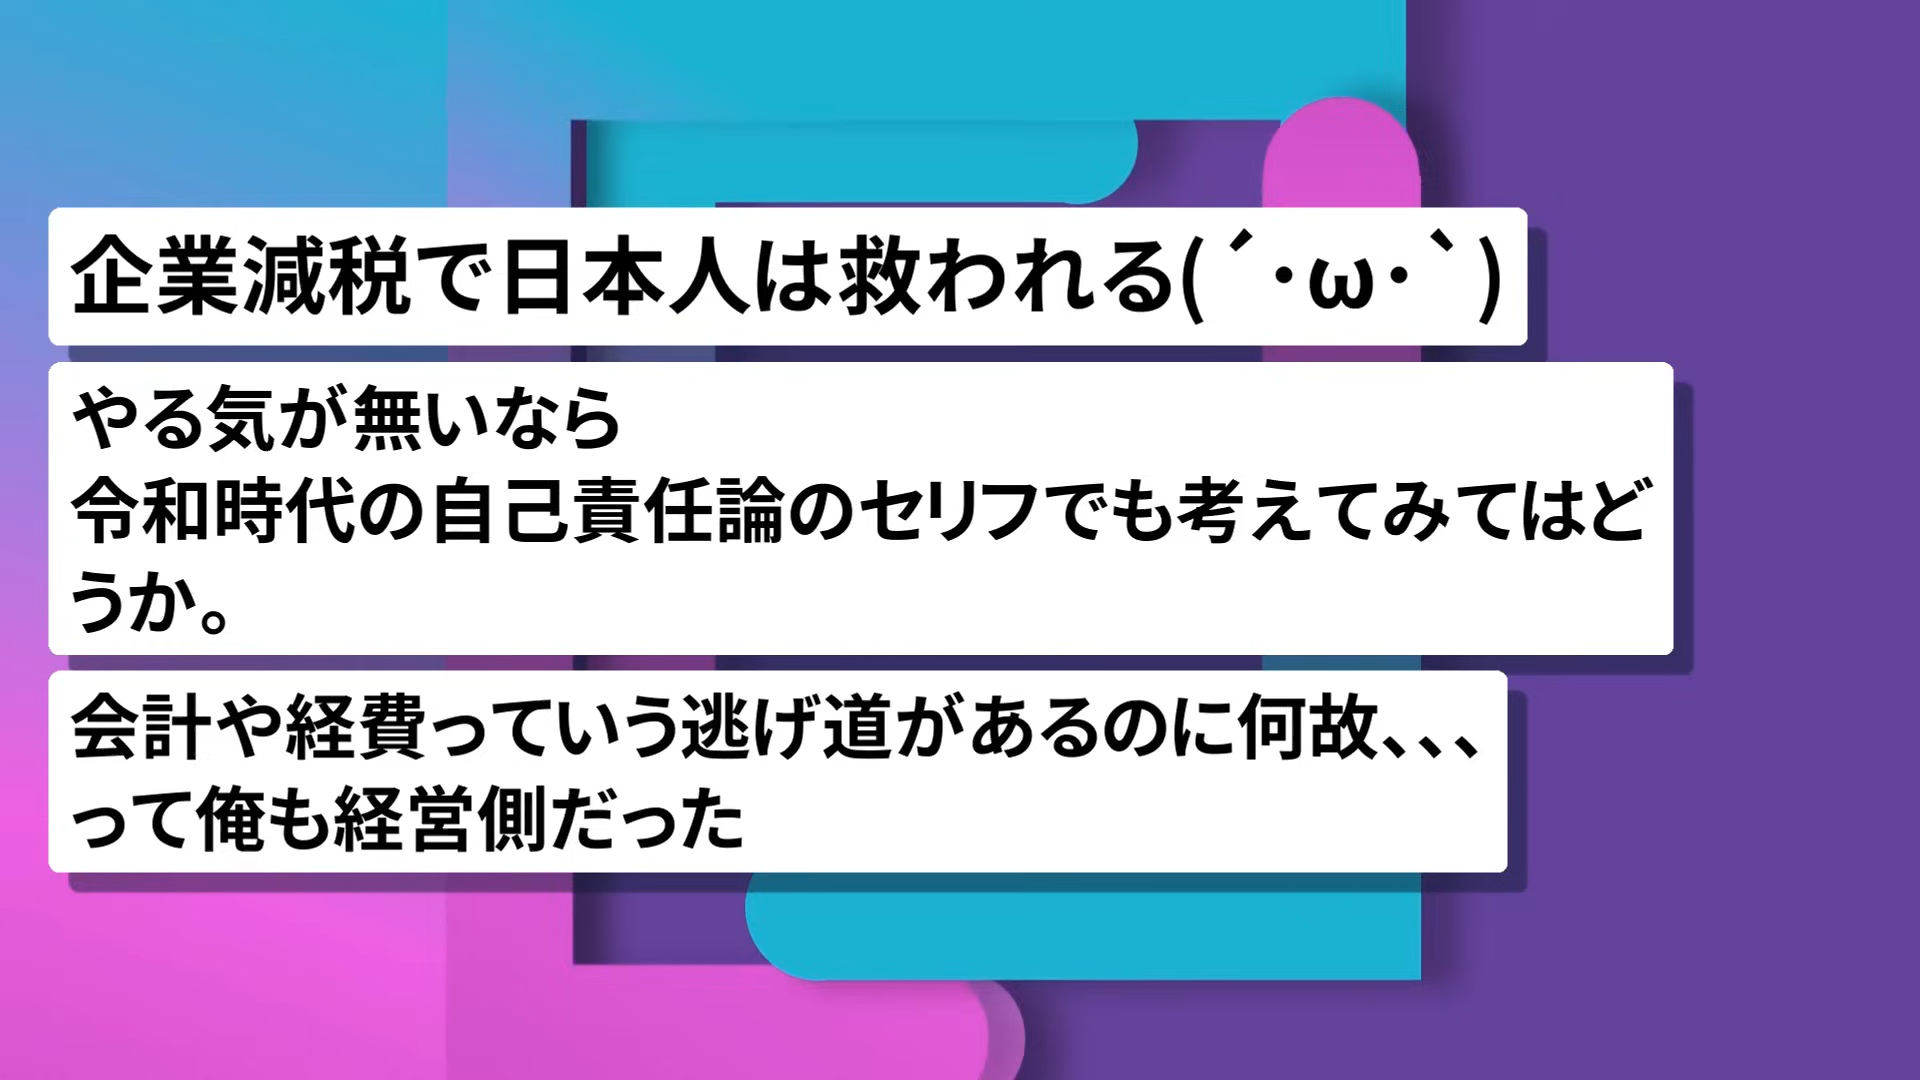 企業減税で日本人は救われる(´･ω･`)
やる気が無いなら
令和時代の自己責任論のセリフでも考えてみてはど
うか。
会計や経費っていう逃げ道があるのに何故､､､
って俺も経営側だった